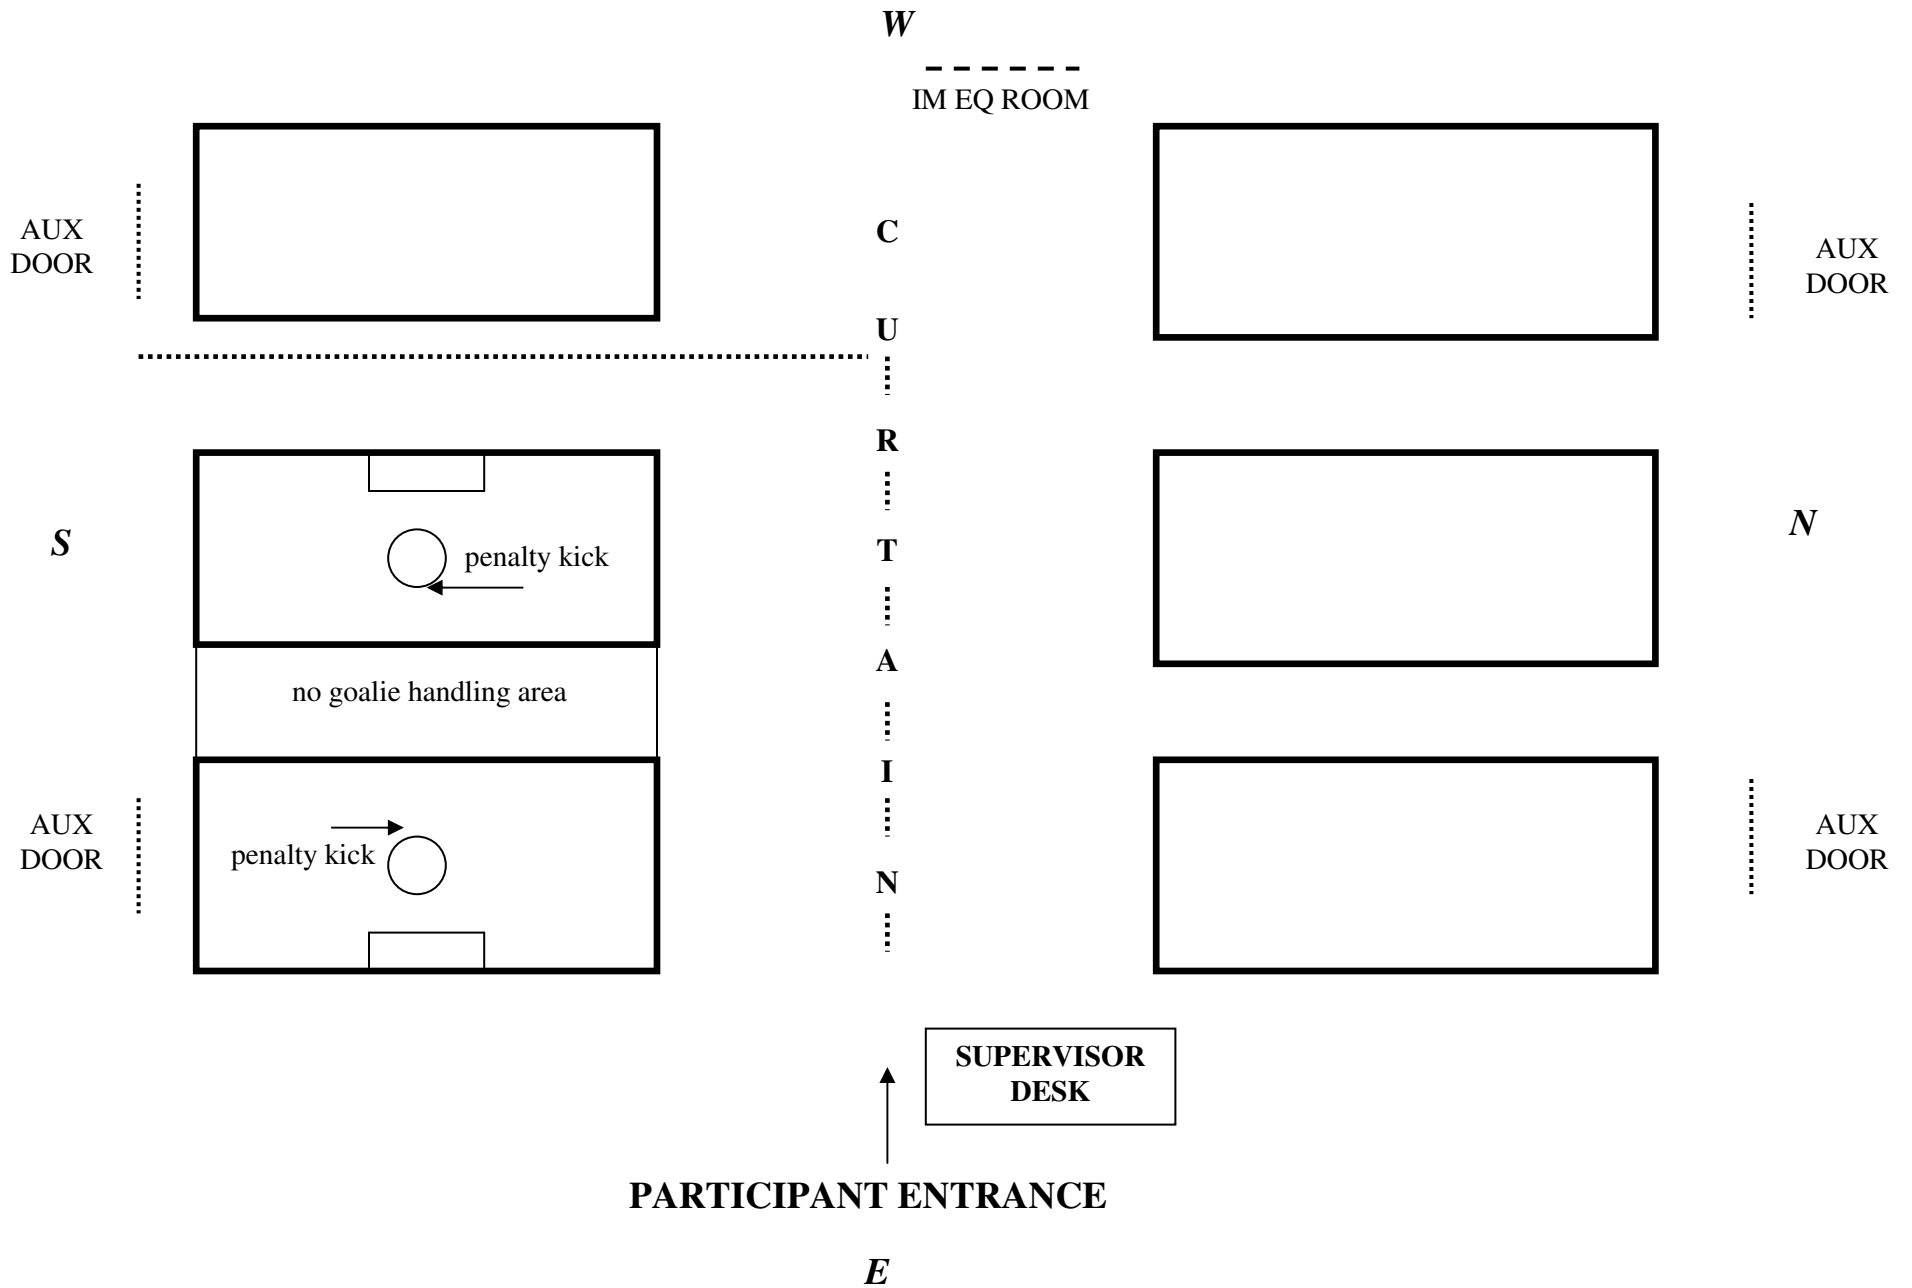 W
IM EQ ROOM
AUX
DOOR
C
AUX
DOOR
U
R
S
penalty kick
T
N
A
no goalie handling area
I
AUX
DOOR
penalty kick
N
AUX
DOOR
SUPERVISOR
DESK
PARTICIPANT ENTRANCE
E